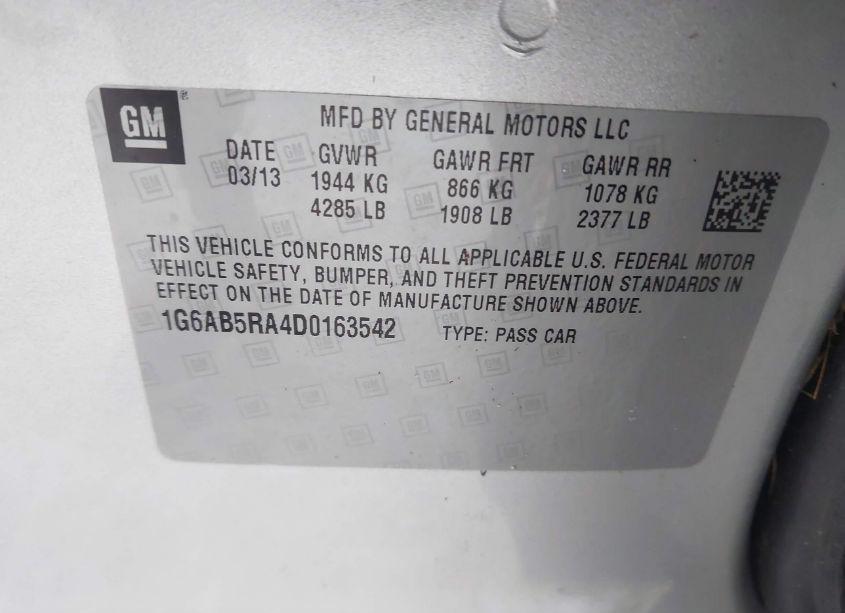 GM
MFD BY GENERAL MOTORS LLC
DATE GVWR GAWR FRT GAWR RR
03/13 1944 KG 866 KG 1078 KG
4285 LB 1908 LB 2377 LB
THIS VEHICLE CONFORMS TO ALL APPLICABLE U.S. FEDERAL MOTOR
VEHICLE SAFETY, BUMPER, AND THEFT PREVENTION STANDARDS IN
EFFECT ON THE DATE OF MANUFACTURE SHOWN ABOVE.
1G6AB5RA4D0163542 TYPE: PASS CAR